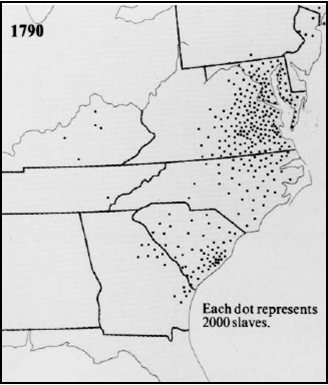 1790
Each dot represents
2000 slaves.